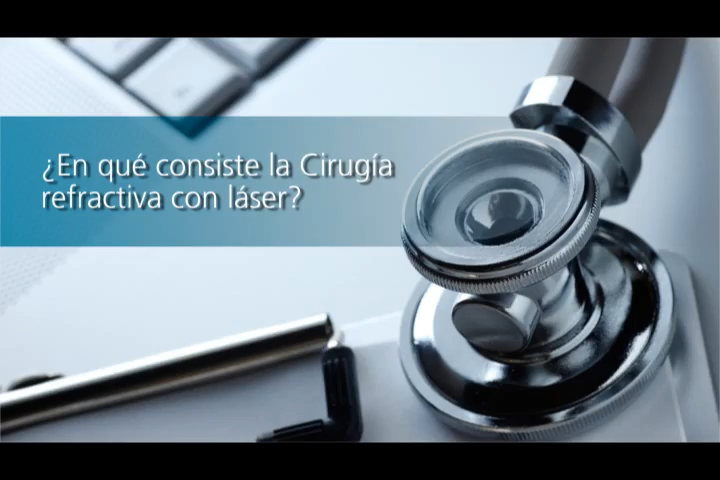 ¿En qué consiste la Cirugía
refractiva con láser?